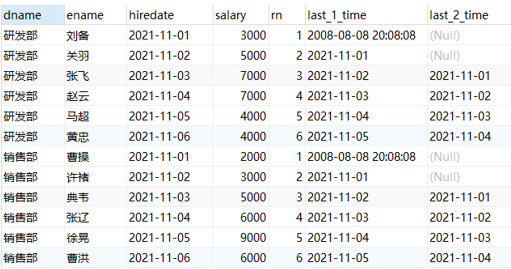 dname ename hiredate salary rn last_1_time last_2_time
研发部 刘备 2021-11-01 3000 1 2008-08-08 20:08:08 (Null)
研发部 关羽 2021-11-02 5000 2 2021-11-01 (Null)
研发部 张飞 2021-11-03 7000 3 2021-11-02 2021-11-01
研发部 赵云 2021-11-04 7000 4 2021-11-03 2021-11-02
研发部 马超 2021-11-05 4000 5 2021-11-04 2021-11-03
研发部 黄忠 2021-11-06 4000 6 2021-11-05 2021-11-04
销售部 曹操 2021-11-01 2000 1 2008-08-08 20:08:08 (Null)
销售部 许褚 2021-11-02 3000 2 2021-11-01 (Null)
销售部 典韦 2021-11-03 5000 3 2021-11-02 2021-11-01
销售部 张辽 2021-11-04 6000 4 2021-11-03 2021-11-02
销售部 徐晃 2021-11-05 9000 5 2021-11-04 2021-11-03
销售部 曹洪 2021-11-06 6000 6 2021-11-05 2021-11-04